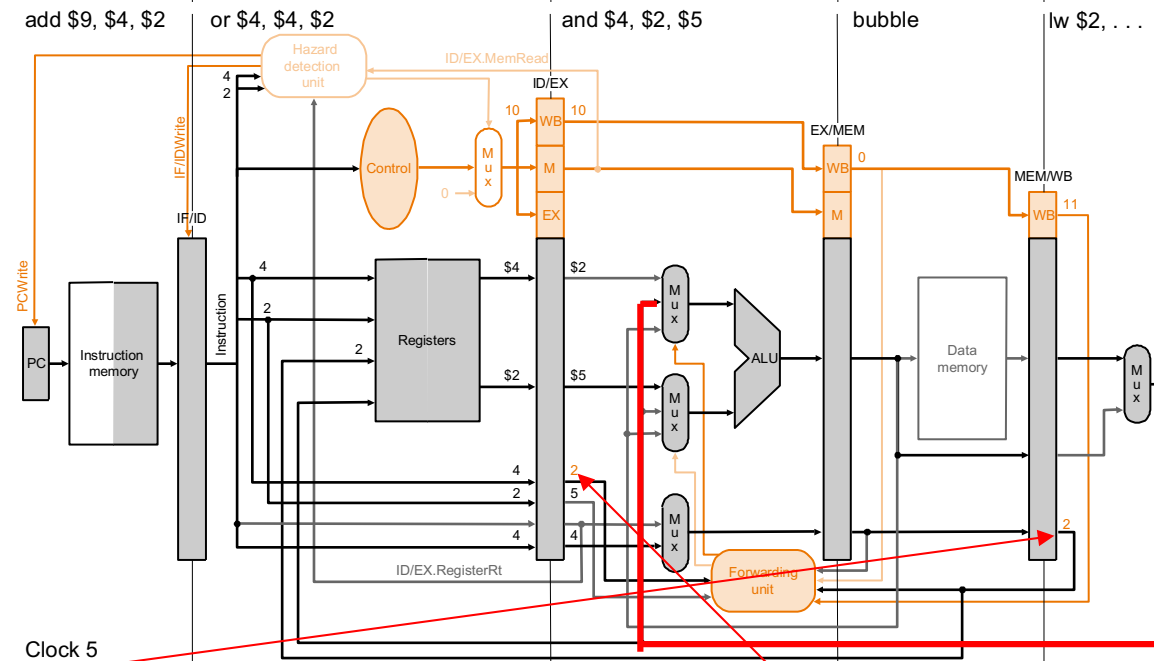 add $9, $4, $2
or $4, $4, $2
and $4, $2, $5
bubble
lw $2, . . .
Hazard
detection
unit
ID/EX.MemRead
4
2
ID/EX
10
WB
10
PCWrite
IF/IDWrite
Control
M
u
x
0
M
EX
EX/MEM
WB
0
M
MEM/WB
WB
11
IF/ID
4
2
2
Instruction
PC
Instruction
memory
Registers
$4
$2
$2
$5
M
u
x
M
u
x
ALU
Data
memory
M
u
x
4
2
4
2
5
4
M
u
x
2
ID/EX.RegisterRt
Forwarding
unit
Clock 5